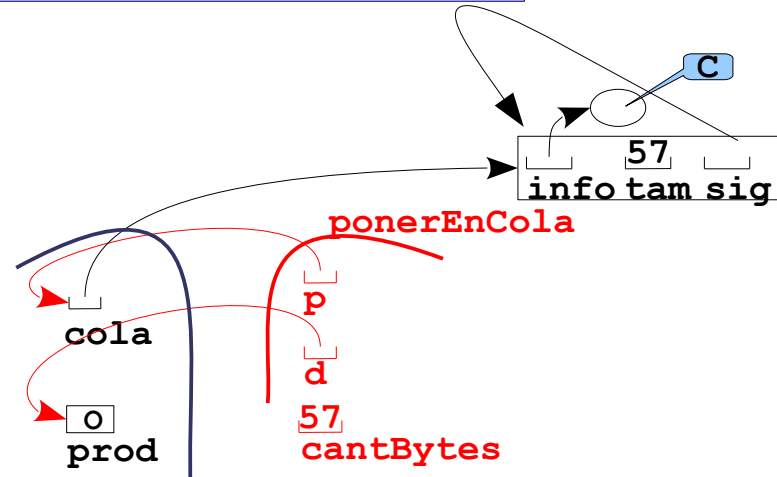 C
57
info tam sig
ponerEnCola
p
cola
d
O
prod
57
cantBytes